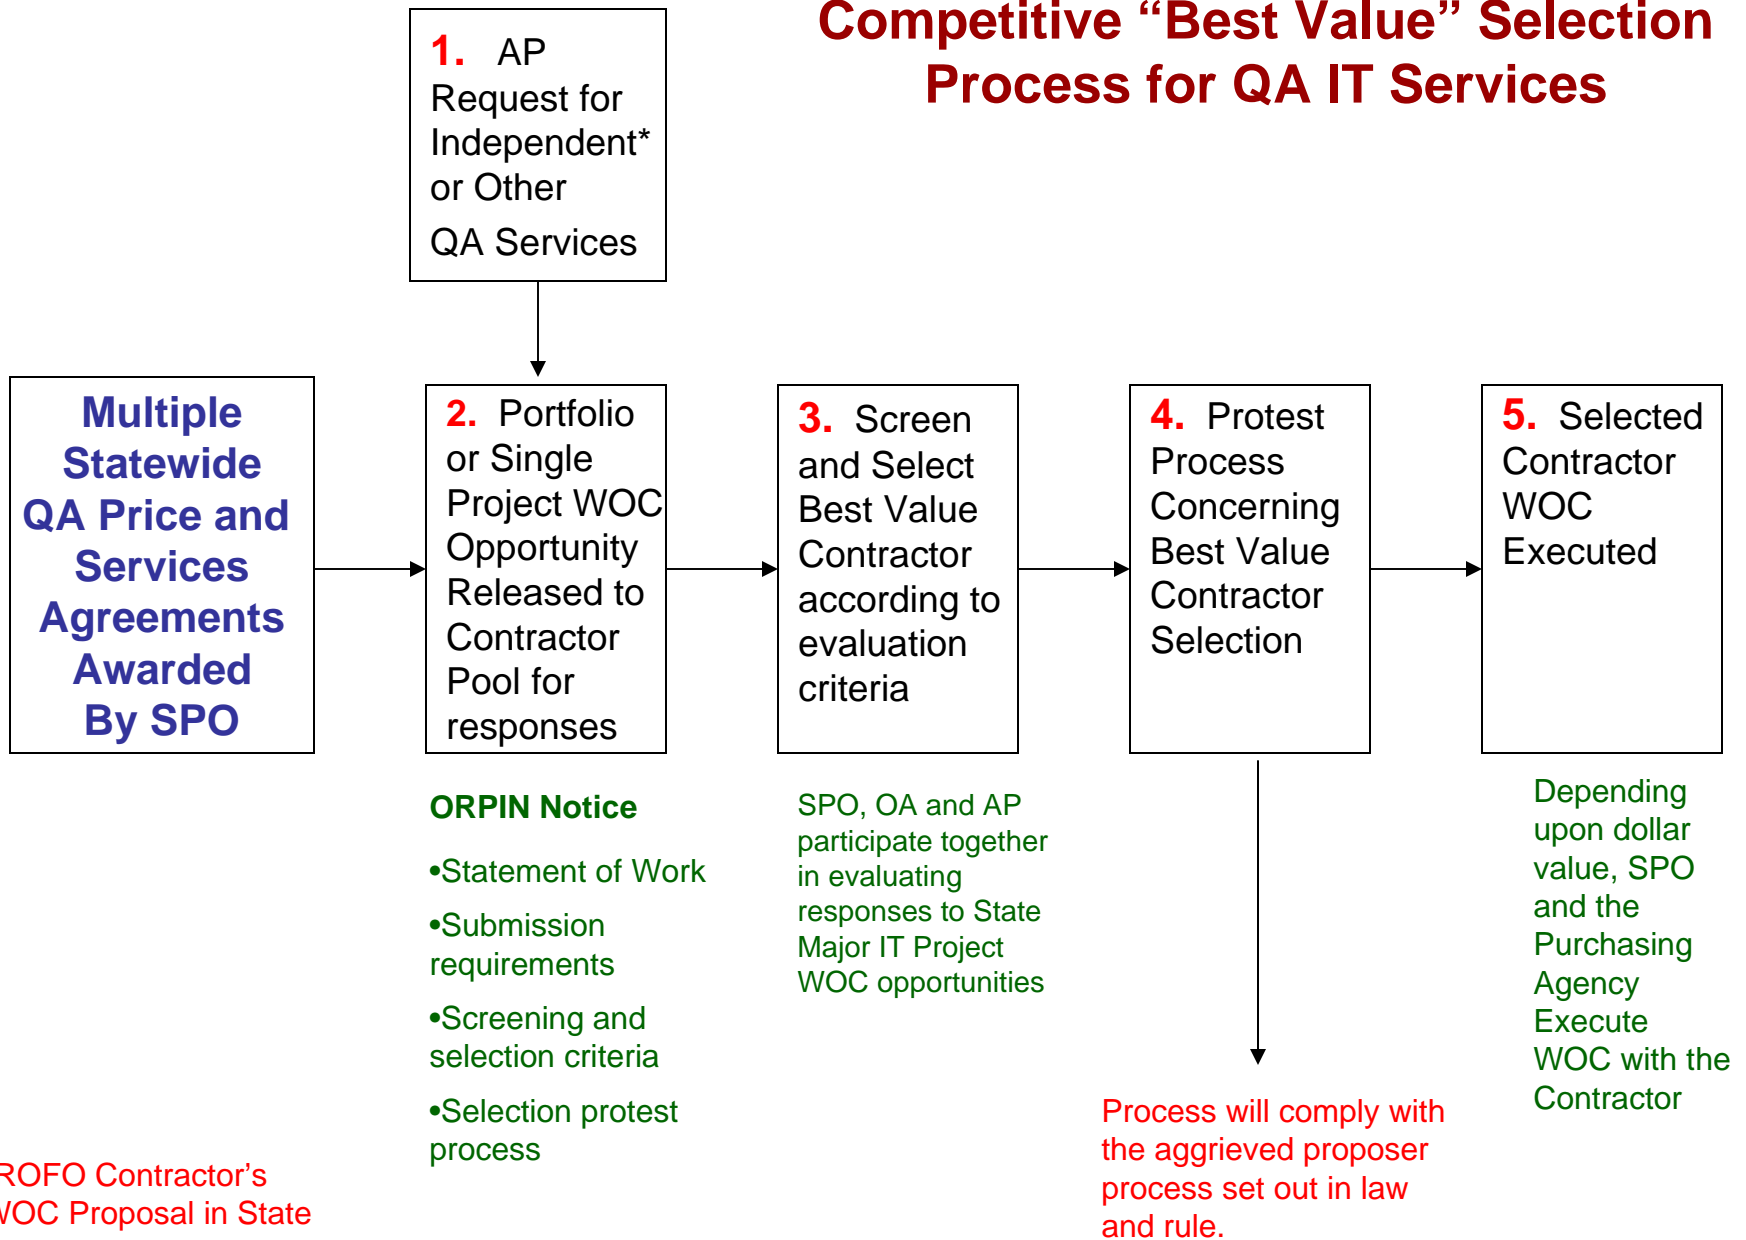 Competitive “Best Value” Selection
Process for QA IT Services
1. AP
Request for
Independent*
or Other
QA Services
Multiple
Statewide
QA Price and
Services
Agreements
Awarded
By SPO
2. Portfolio
or Single
Project WOC
Opportunity
Released to
Contractor
Pool for
responses
3. Screen
and Select
Best Value
Contractor
according to
evaluation
criteria
4. Protest
Process
Concerning
Best Value
Contractor
Selection
5. Selected
Contractor
WOC
Executed
ORPIN Notice
•Statement of Work
•Submission
requirements
•Screening and
selection criteria
•Selection protest
process
SPO, OA and AP
participate together
in evaluating
responses to State
Major IT Project
WOC opportunities
Process will comply with
the aggrieved proposer
process set out in law
and rule.
Depending
upon dollar
value, SPO
and the
Purchasing
Agency
Execute
WOC with the
Contractor
ROFO Contractor’s
WOC Proposal in State